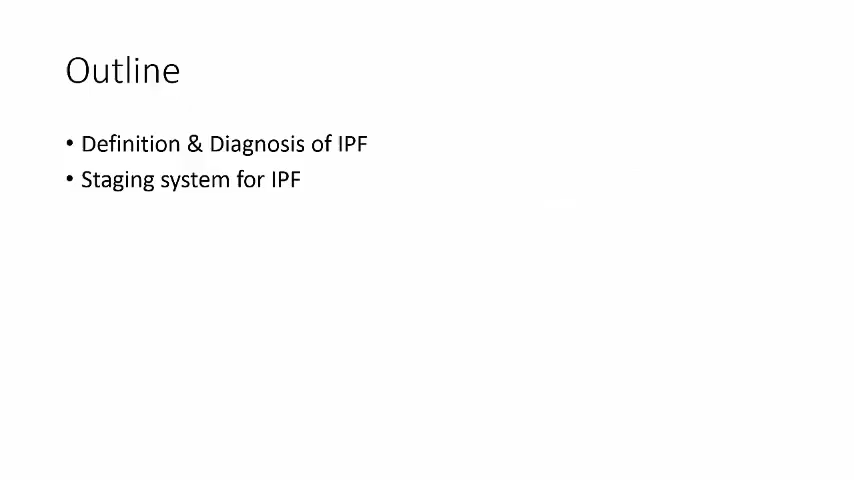 Outline
• Definition & Diagnosis of IPF
• Staging system for IPF